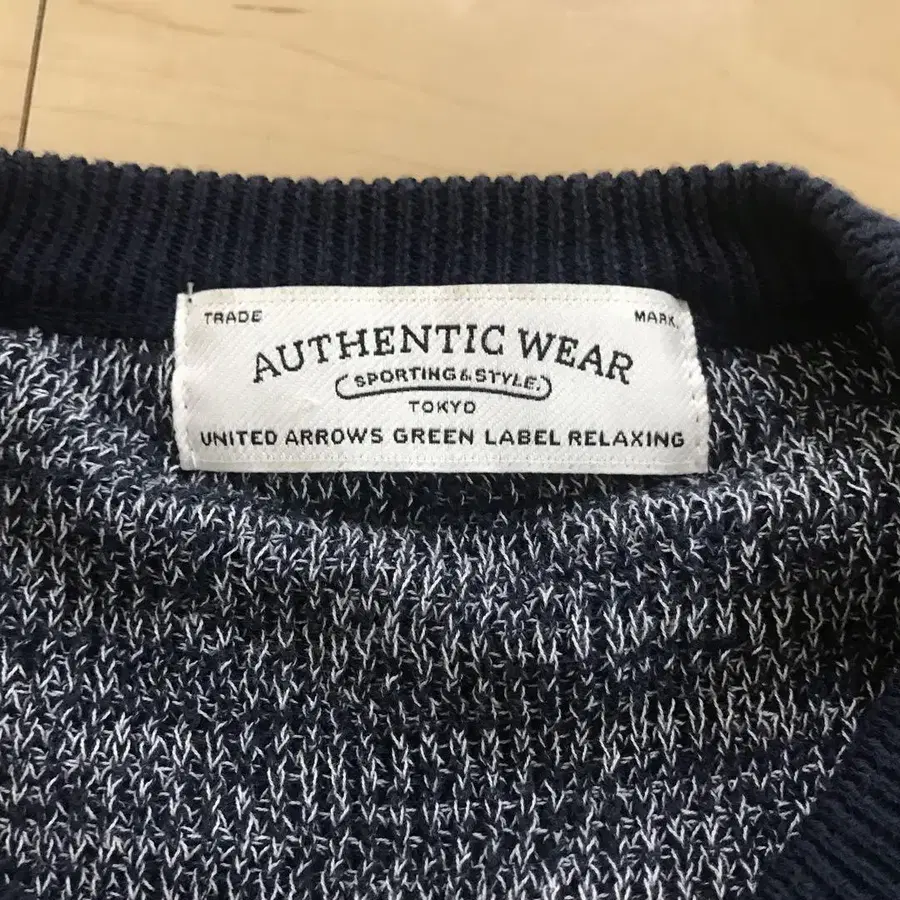 TRADE MARK.
AUTHENTIC WEAR
SPORTING & STYLE.
TOKYO
UNITED ARROWS GREEN LABEL RELAXING